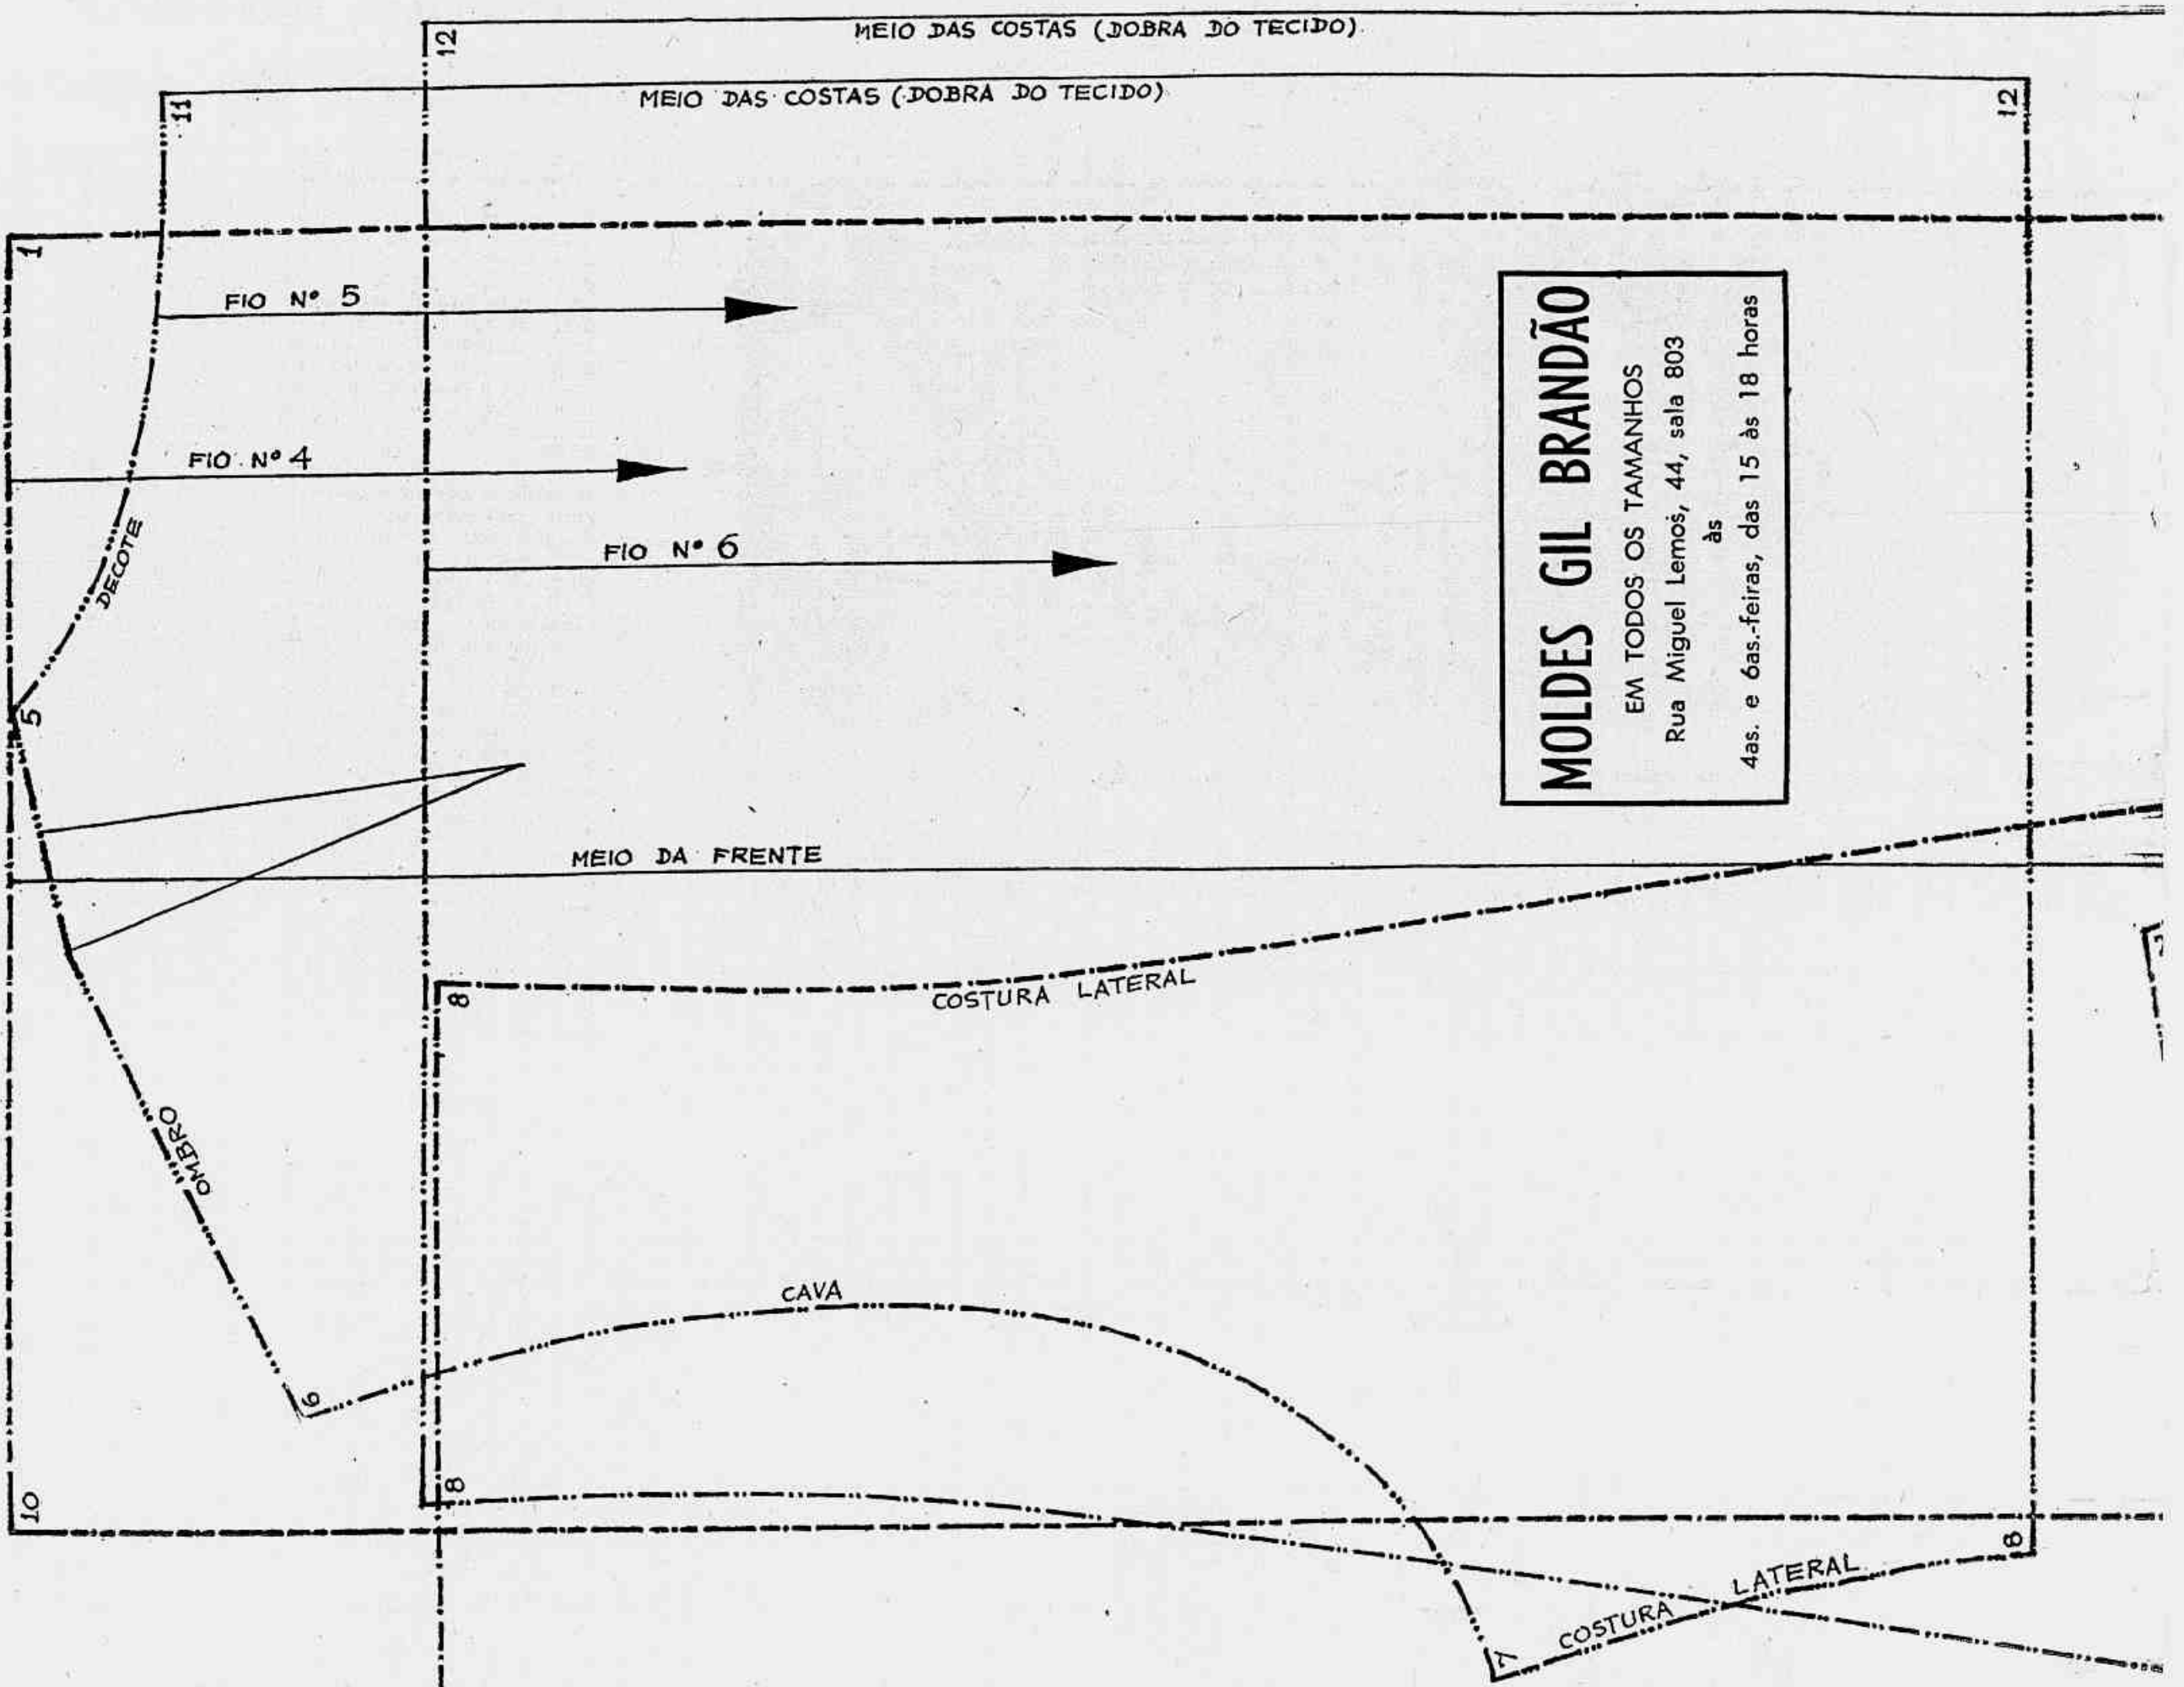 12
MEIO DAS COSTAS (DOBRA DO TECIDO).
11
MEIO DAS COSTAS (DOBRA DO TECIDO)
12
1
FIO Nº 5
FIO Nº 4
DECOTE
FIO Nº 6
5
MEIO DA FRENTE
MOLDES GIL BRANDÃO
EM TODOS OS TAMANHOS
Rua Miguel Lemos, 44, sala 803
às
4as. e 6as.-feiras, das 15 às 18 horas
8
COSTURA LATERAL
OMBRO
CAVA
6
8
10
8
COSTURA LATERAL
7